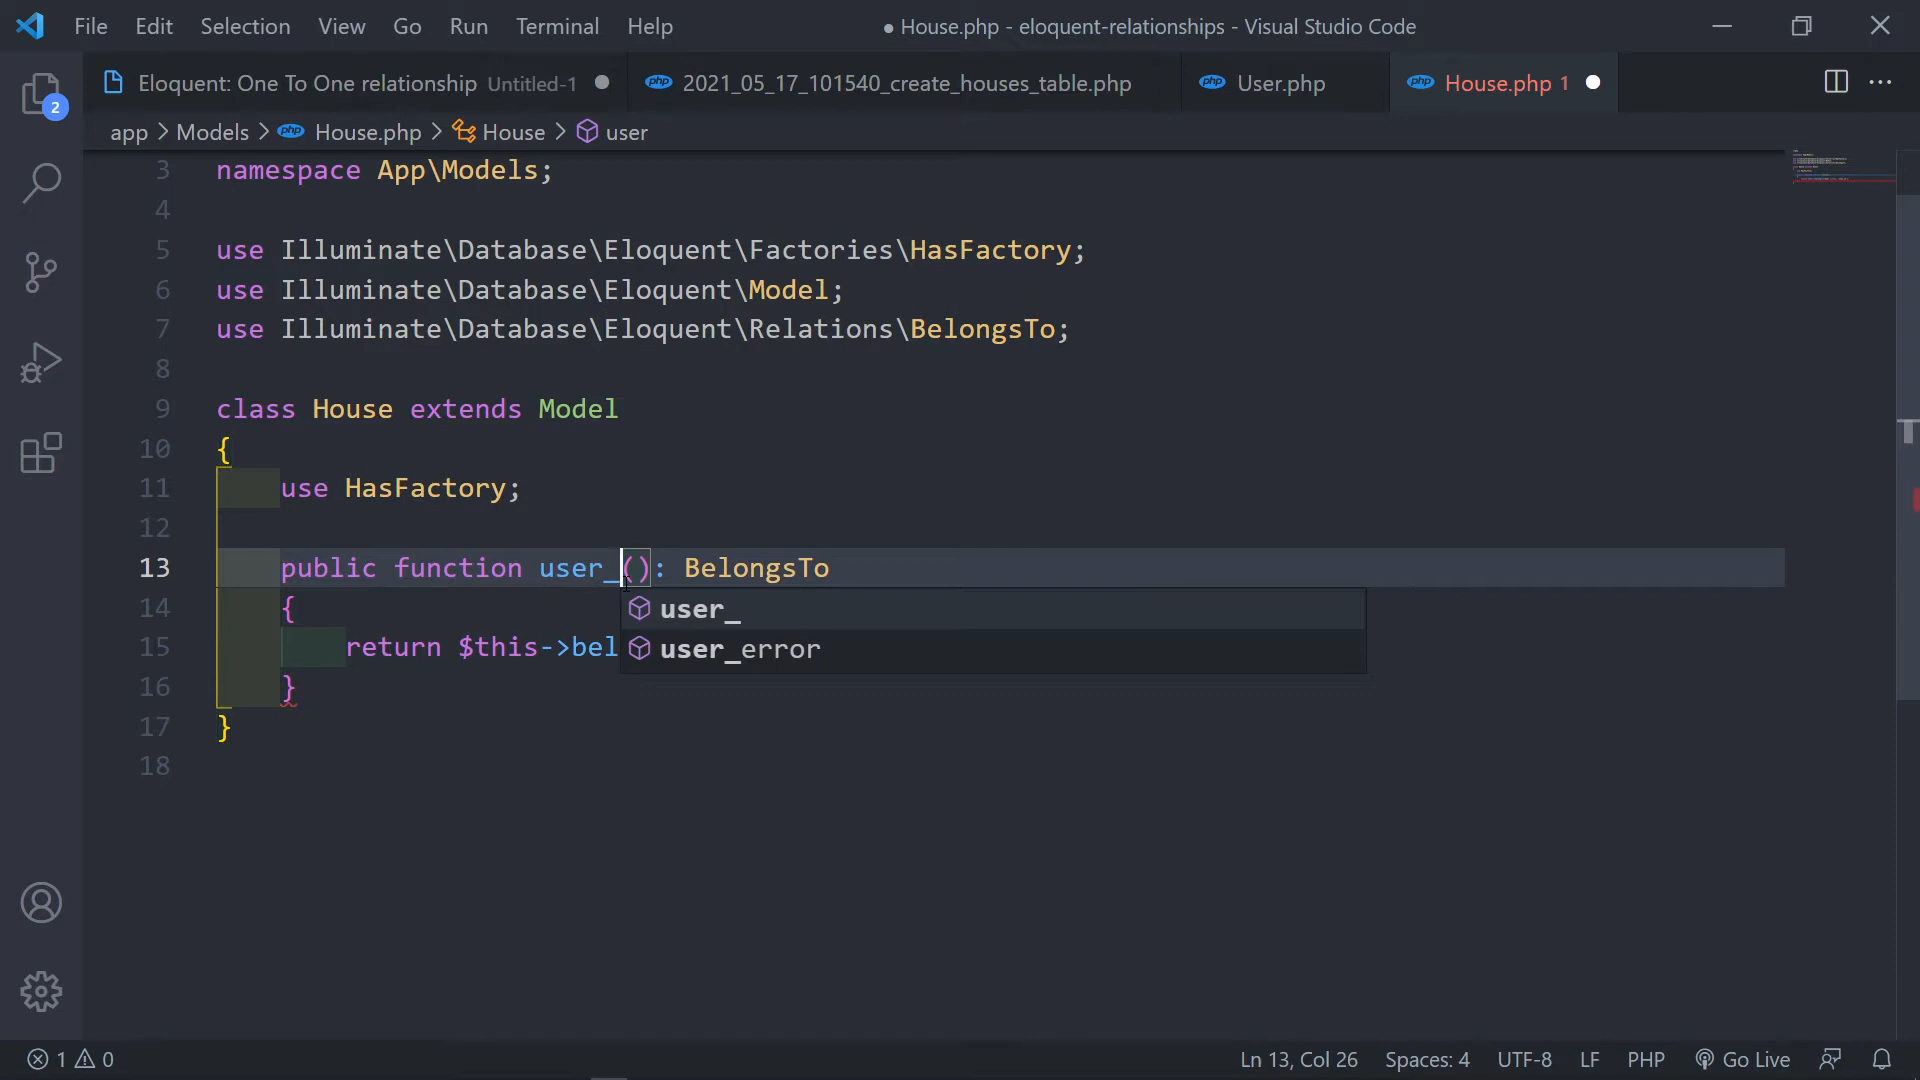 File Edit Selection View Go Run Terminal Help ● House.php - eloquent-relationships - Visual Studio Code
Eloquent: One To One relationship Untitled-1 2021_05_17_101540_create_houses_table.php User.php House.php 1
app > Models > House.php > House > user
3 namespace App\Models;
4
5 use Illuminate\Database\Eloquent\Factories\HasFactory;
6 use Illuminate\Database\Eloquent\Model;
7 use Illuminate\Database\Eloquent\Relations\BelongsTo;
8
9 class House extends Model
10 {
11 use HasFactory;
12
13 public function user_(): BelongsTo
14 {
user_
15 return $this->bel
user_error
16 }
17 }
18
2
1 0 Ln 13, Col 26 Spaces: 4 UTF-8 LF PHP Go Live